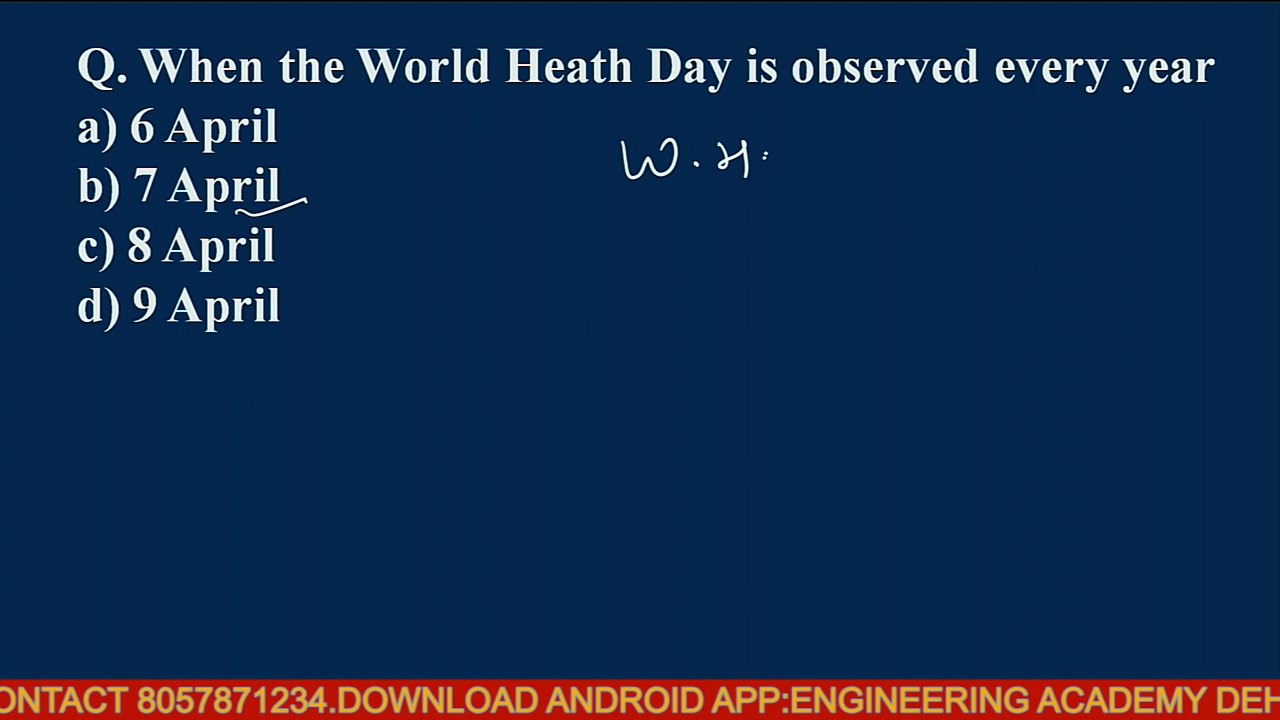 Q. When the World Heath Day is observed every year
a) 6 April
b) 7 April
c) 8 April
d) 9 April
W.H.
ONTACT 8057871234.DOWNLOAD ANDROID APP:ENGINEERING ACADEMY DEH